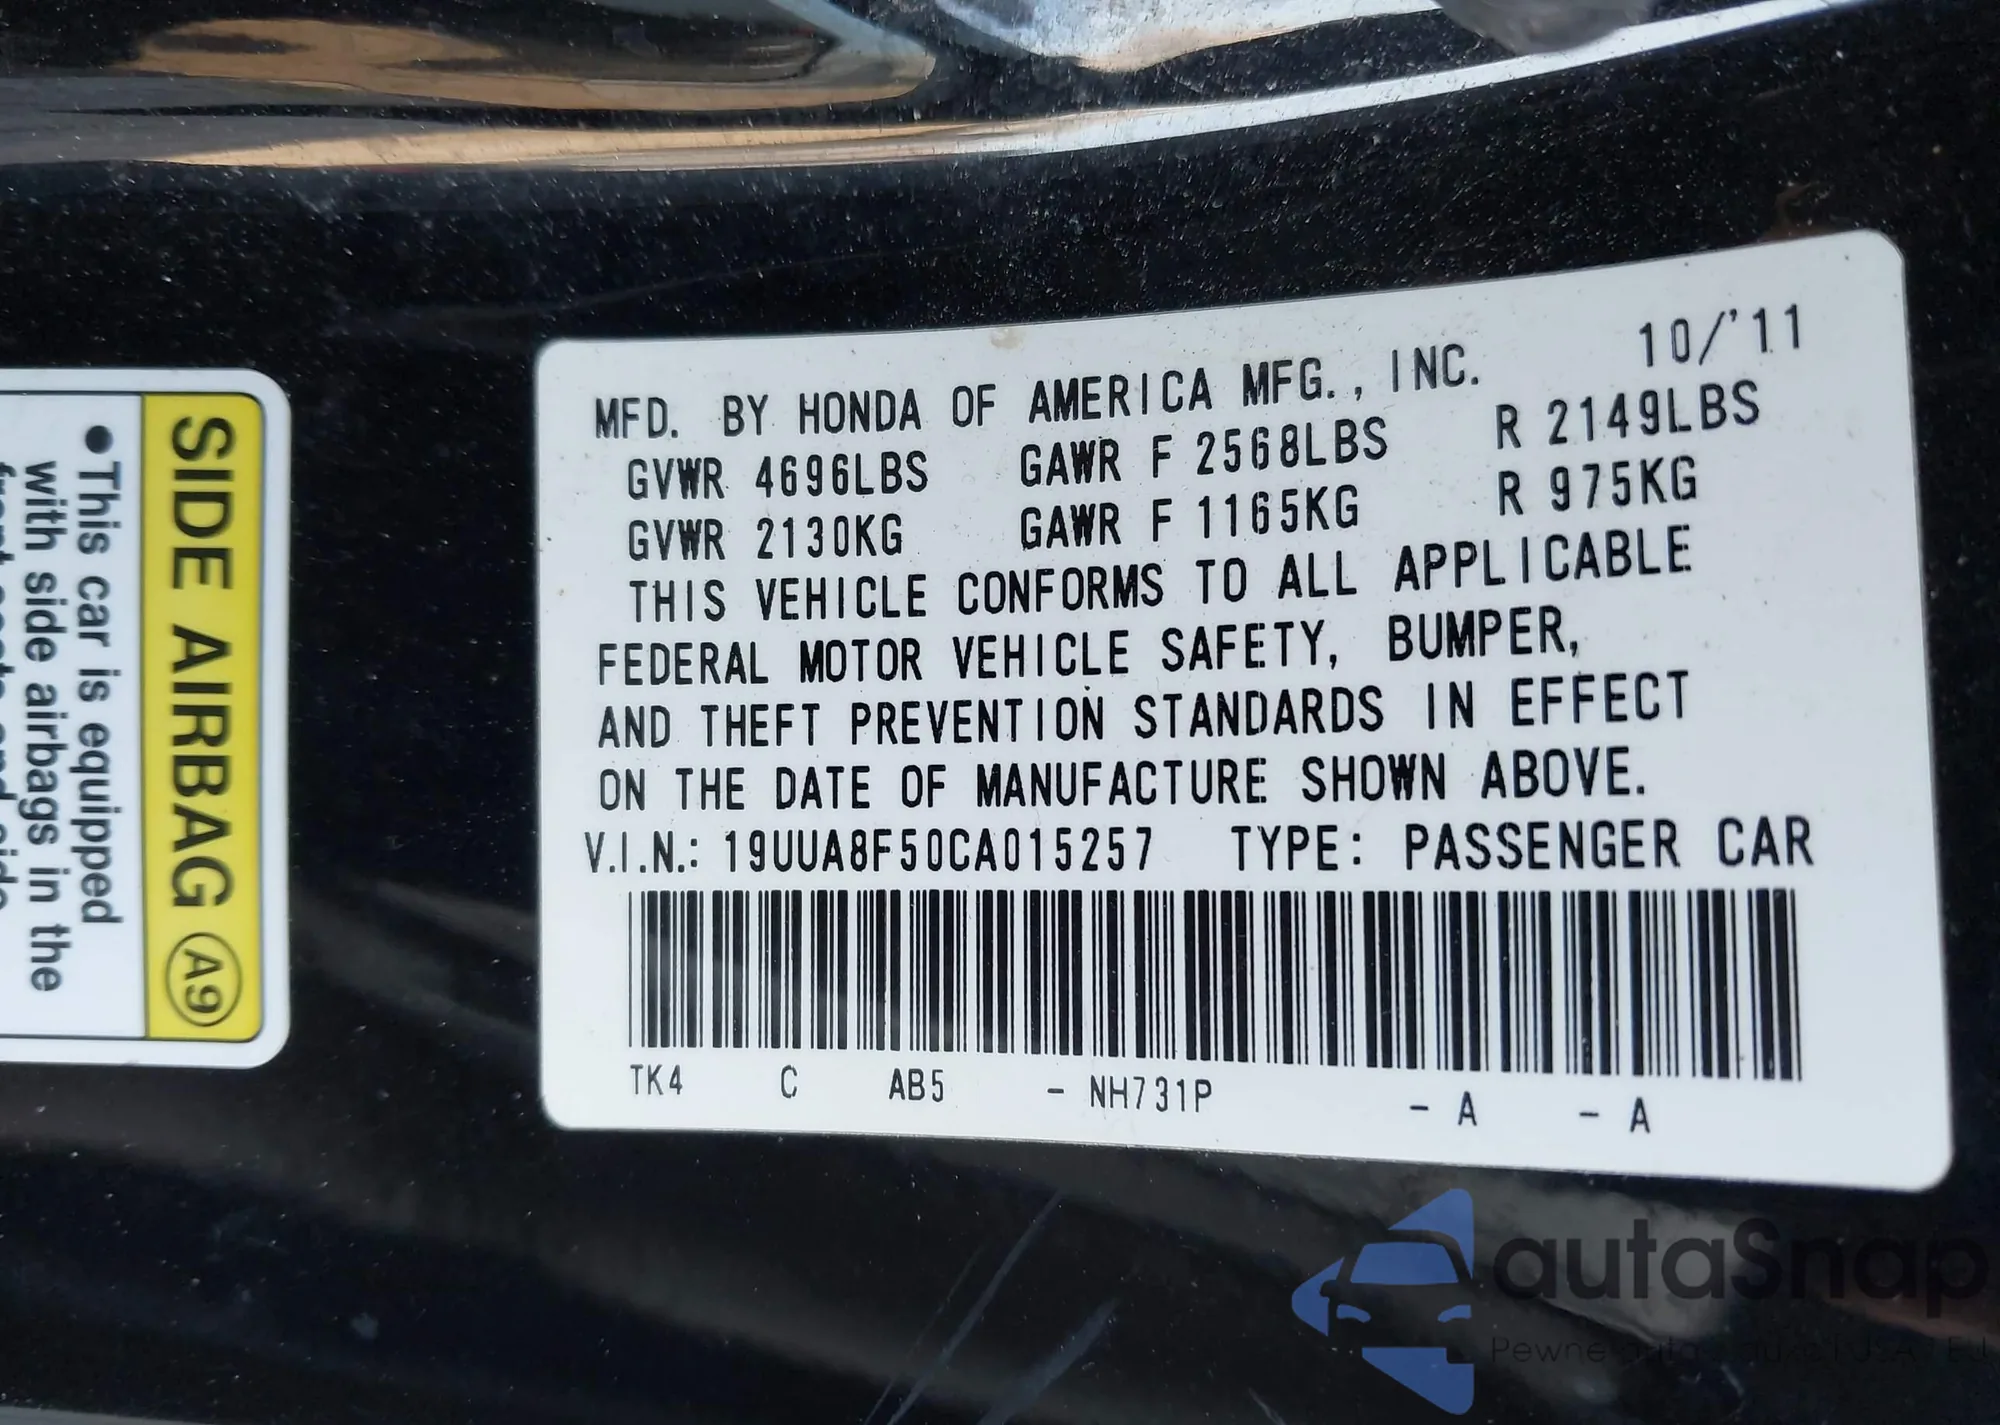 MFD. BY HONDA OF AMERICA MFG., INC. 10/'11
GVWR 4696LBS GAWR F 2568LBS R 2149LBS
GVWR 2130KG GAWR F 1165KG R 975KG
THIS VEHICLE CONFORMS TO ALL APPLICABLE
FEDERAL MOTOR VEHICLE SAFETY, BUMPER,
AND THEFT PREVENTION STANDARDS IN EFFECT
ON THE DATE OF MANUFACTURE SHOWN ABOVE.
V.I.N.: 19UUA8F50CA015257 TYPE: PASSENGER CAR
TK4 C AB5 - NH731P - A - A
SIDE AIRBAG A9
●This car is equipped
with side airbags in the
autaSnap
Pewne auta